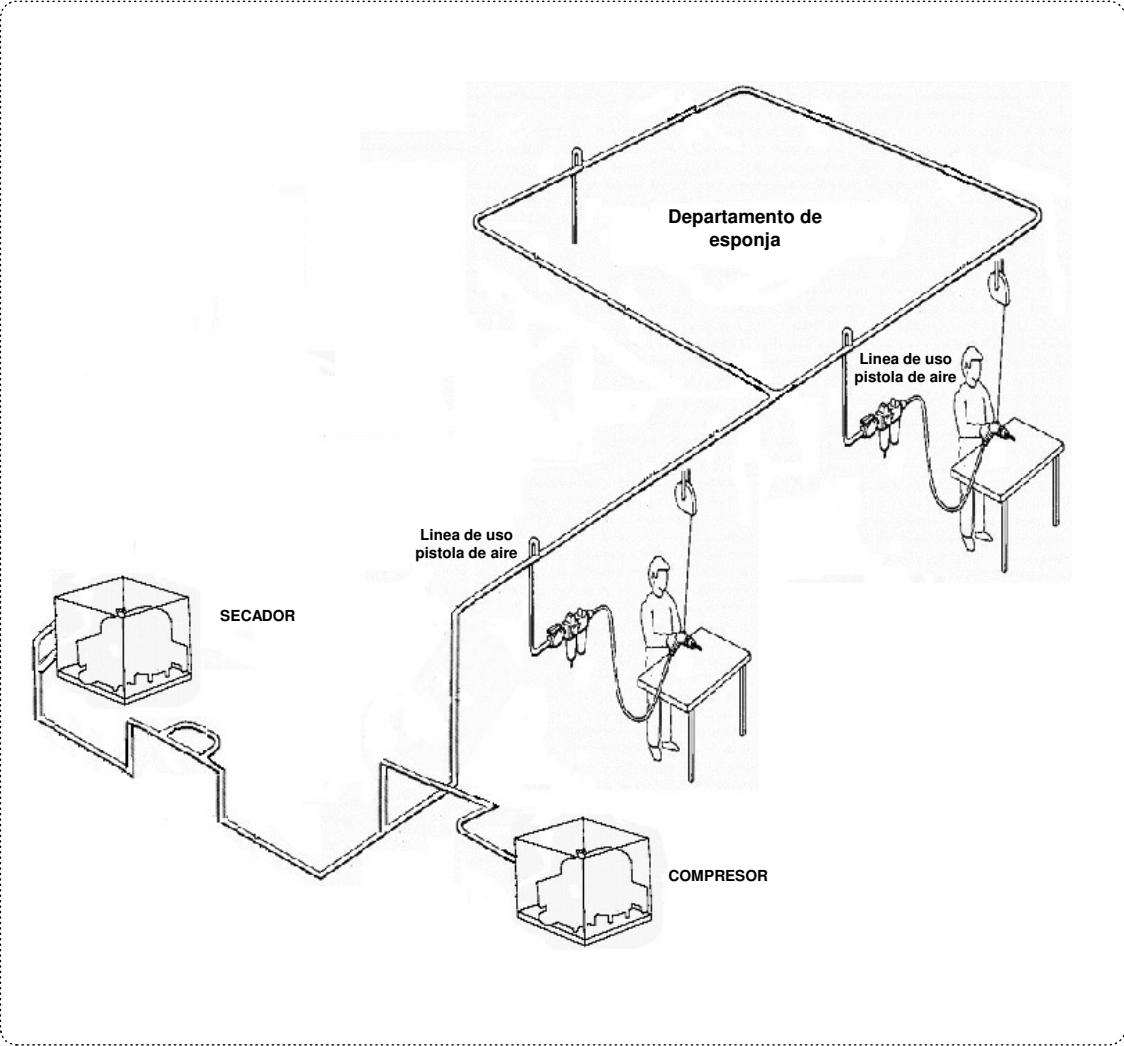 Departamento de
esponja
Linea de uso
pistola de aire
Linea de uso
pistola de aire
SECADOR
COMPRESOR